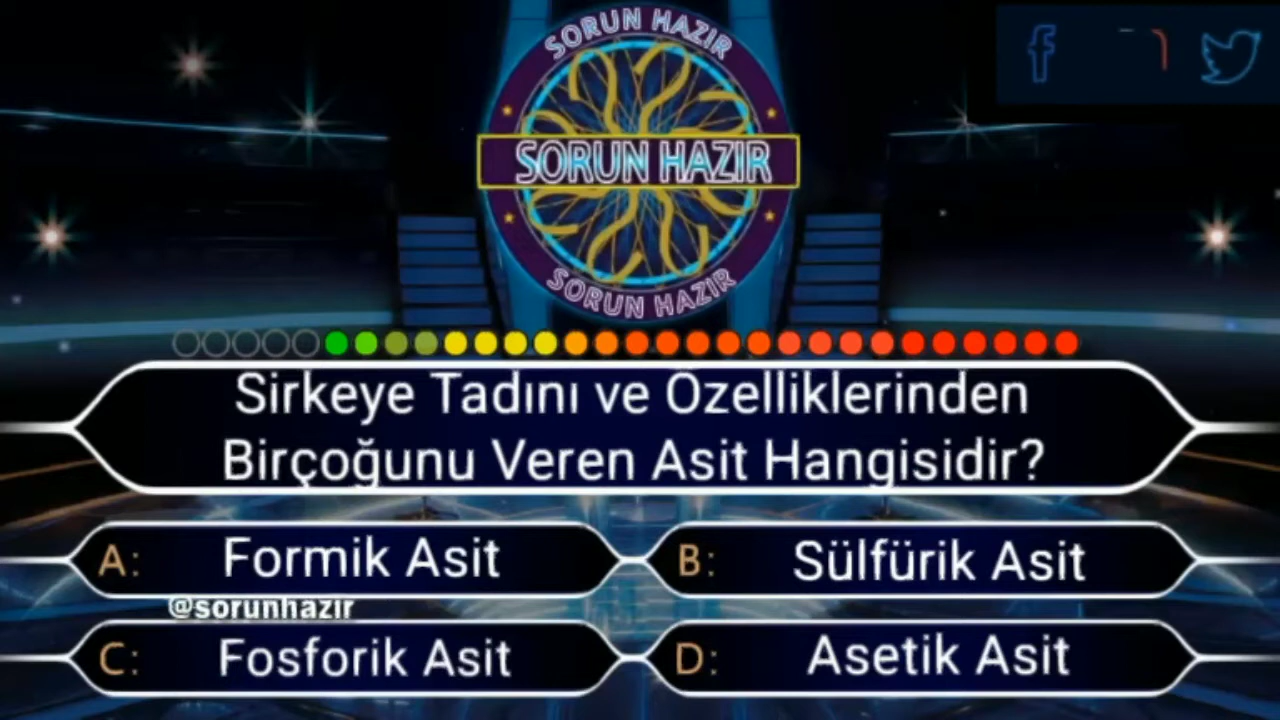 SORUN HAZIR
SORUN HAZIR
SORUN HAZIR
Sirkeye Tadını ve Özelliklerinden
Birçoğunu Veren Asit Hangisidir?
A: Formik Asit
B: Sülfürik Asit
@sorunhazır
C: Fosforik Asit
D: Asetik Asit